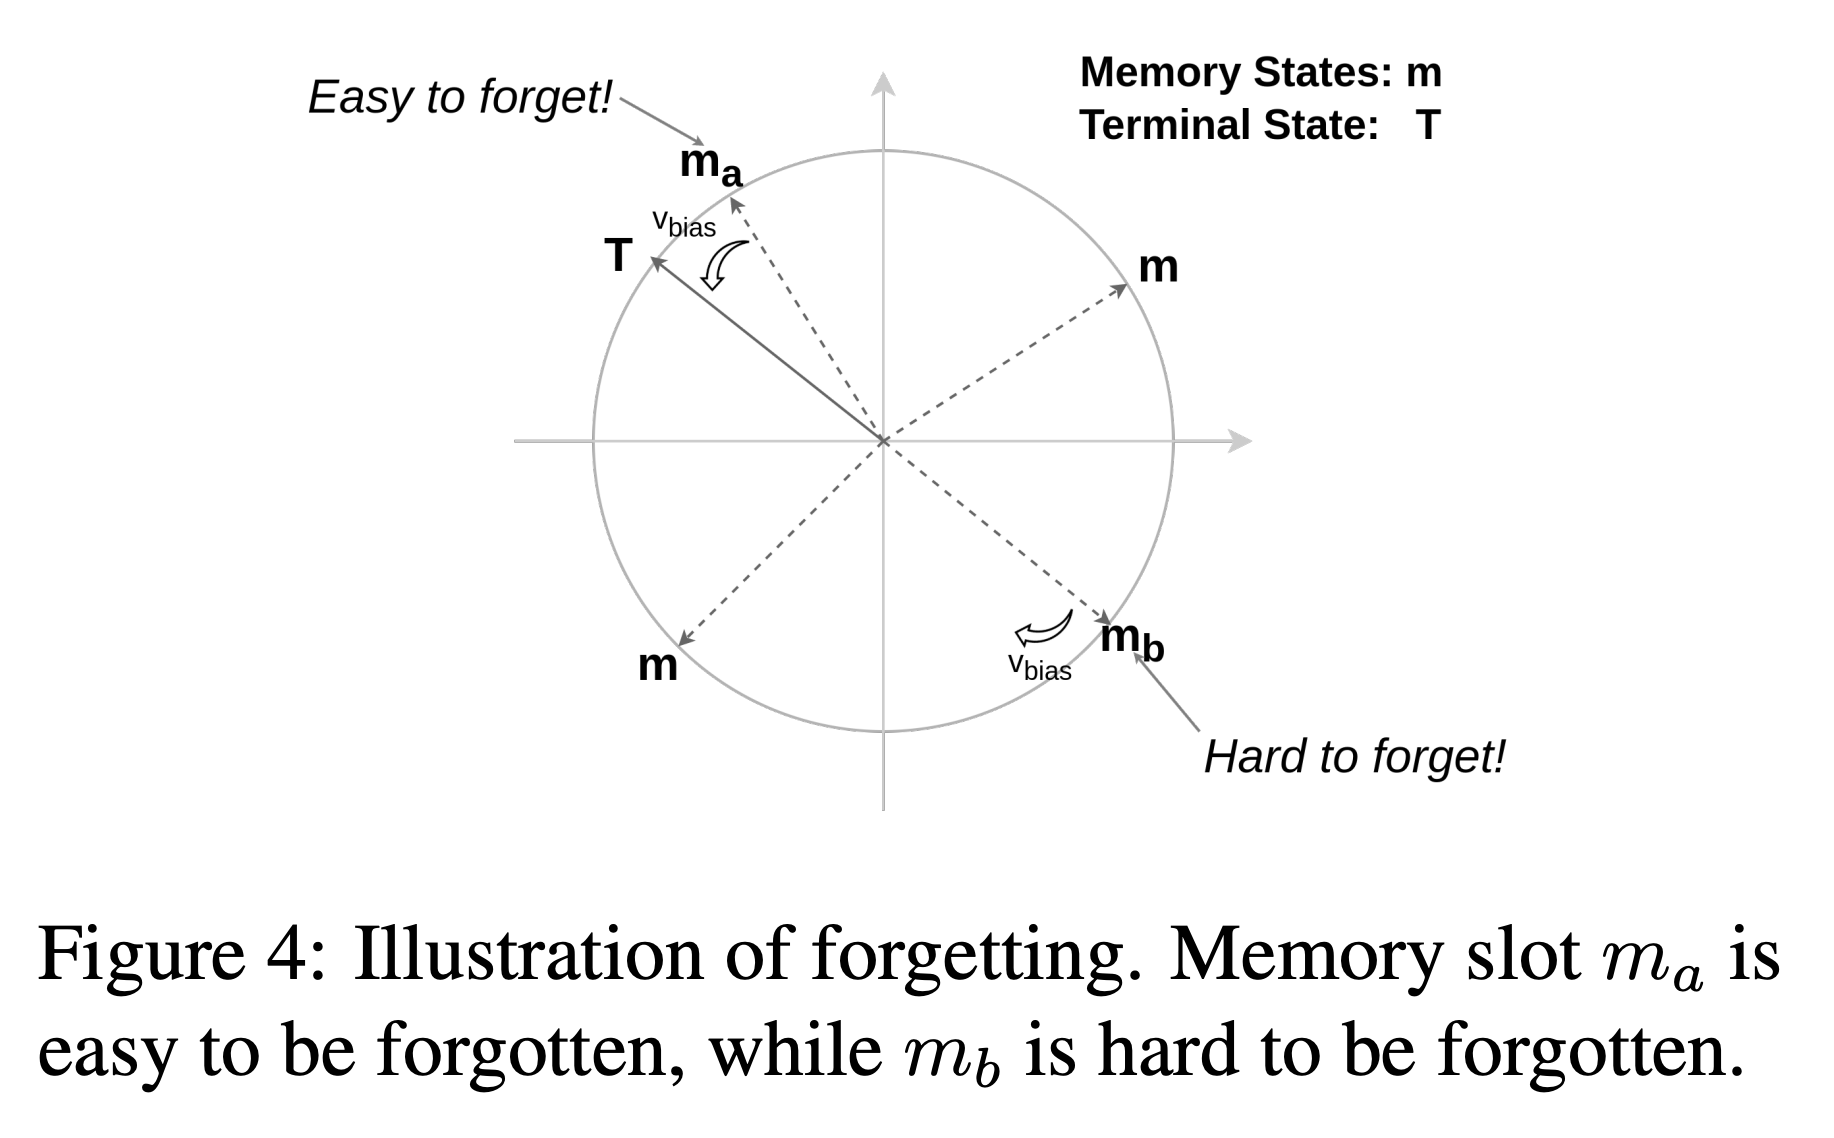 Easy to forget!
Memory States: m
Terminal State: T
m_a
v_bias
T
m
m
m_b
v_bias
Hard to forget!
Figure 4: Illustration of forgetting. Memory slot m_a is
easy to be forgotten, while m_b is hard to be forgotten.